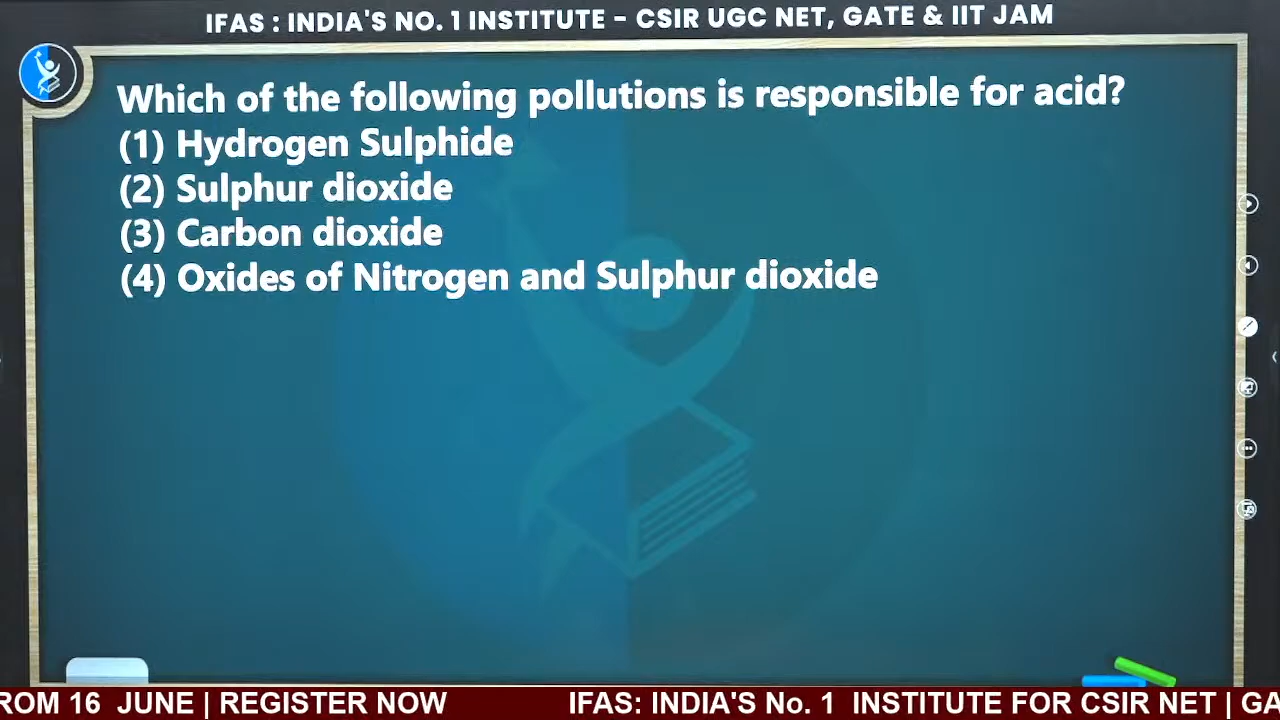 IFAS : INDIA'S NO. 1 INSTITUTE - CSIR UGC NET, GATE & IIT JAM
Which of the following pollutions is responsible for acid?
(1) Hydrogen Sulphide
(2) Sulphur dioxide
(3) Carbon dioxide
(4) Oxides of Nitrogen and Sulphur dioxide
ROM 16 JUNE | REGISTER NOW IFAS: INDIA'S No. 1 INSTITUTE FOR CSIR NET | GA